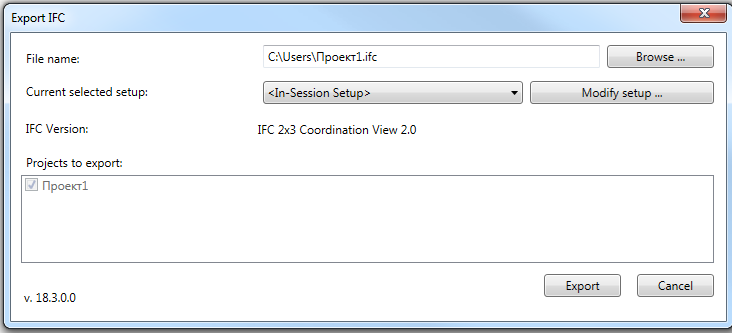 Export IFC
File name:
C:\Users\Проект1.ifc
Browse ...
Current selected setup:
<In-Session Setup>
Modify setup ...
IFC Version:
IFC 2x3 Coordination View 2.0
Projects to export:
Проект1
v. 18.3.0.0
Export
Cancel